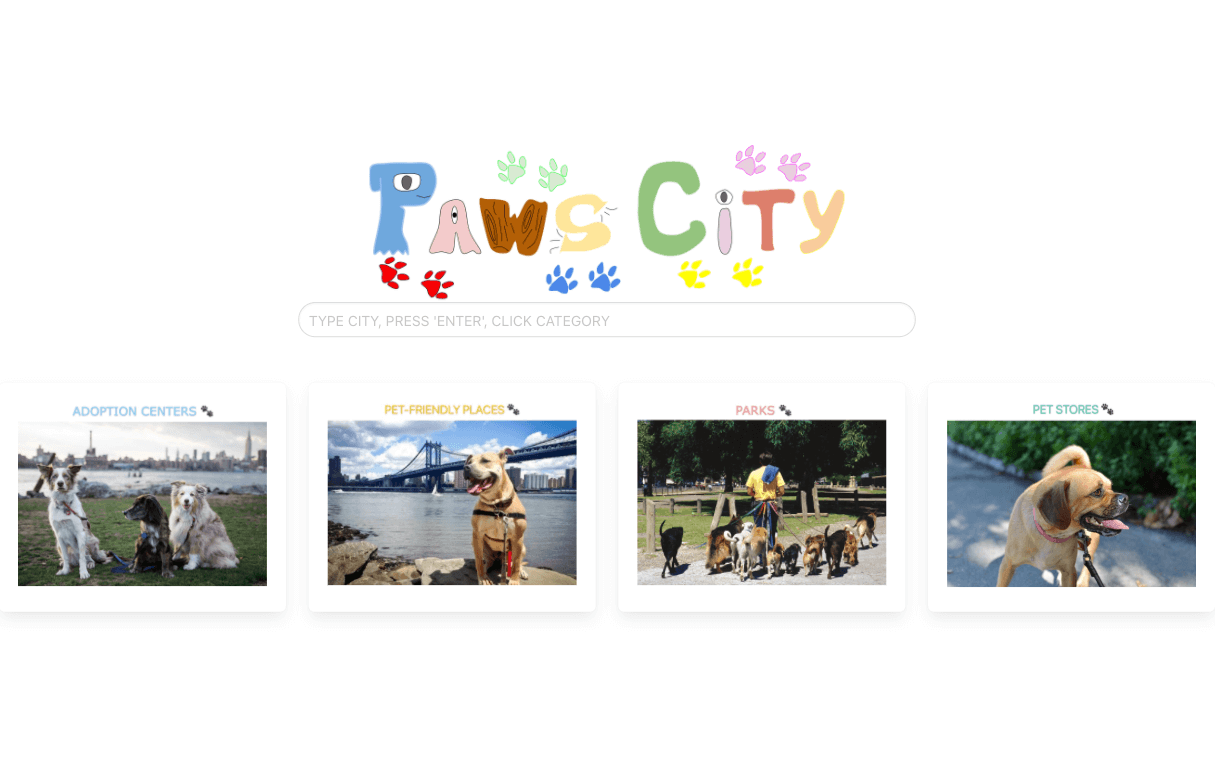 Paws City
TYPE CITY, PRESS 'ENTER', CLICK CATEGORY
ADOPTION CENTERS
PET-FRIENDLY PLACES
PARKS
PET STORES